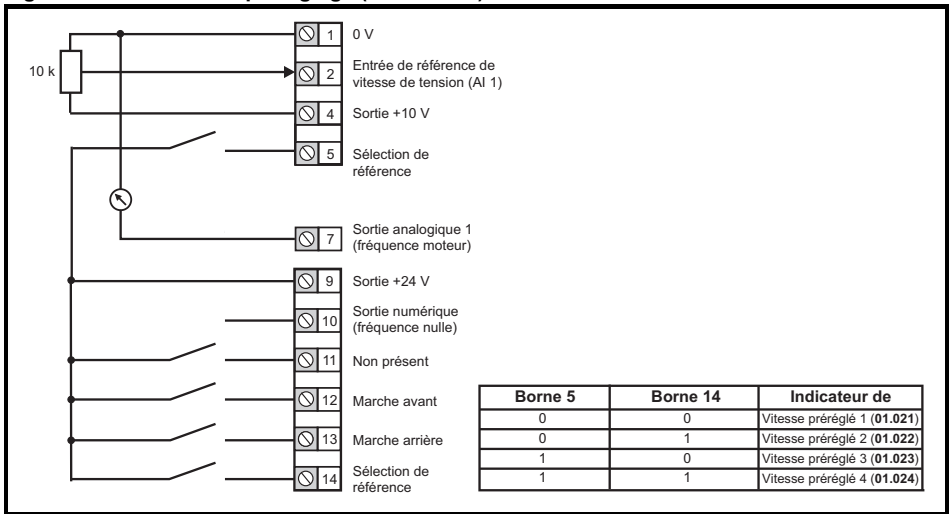 10 k
1 0 V
2 Entrée de référence de
vitesse de tension (AI 1)
4 Sortie +10 V
5 Sélection de
référence
7 Sortie analogique 1
(fréquence moteur)
9 Sortie +24 V
10 Sortie numérique
(fréquence nulle)
11 Non présent
12 Marche avant
13 Marche arrière
14 Sélection de
référence
Borne 5 Borne 14 Indicateur de
0 0 Vitesse préréglé 1 (01.021)
0 1 Vitesse préréglé 2 (01.022)
1 0 Vitesse préréglé 3 (01.023)
1 1 Vitesse préréglé 4 (01.024)